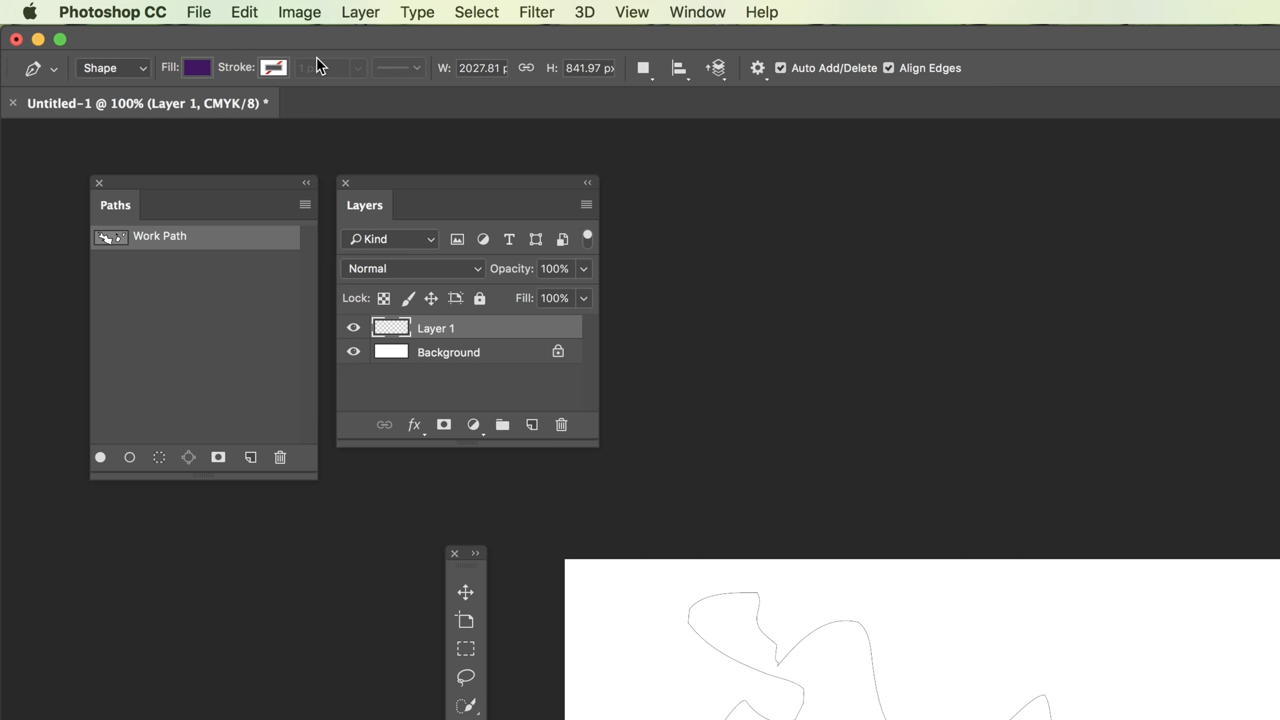 Photoshop CC File Edit Image Layer Type Select Filter 3D View Window Help
Shape Fill: Stroke: W: 2027.81 p H: 841.97 px Auto Add/Delete Align Edges
Untitled-1 @ 100% (Layer 1, CMYK/8) *
Paths
Work Path
Layers
Kind
Normal Opacity: 100%
Lock: Fill: 100%
Layer 1
Background
fx